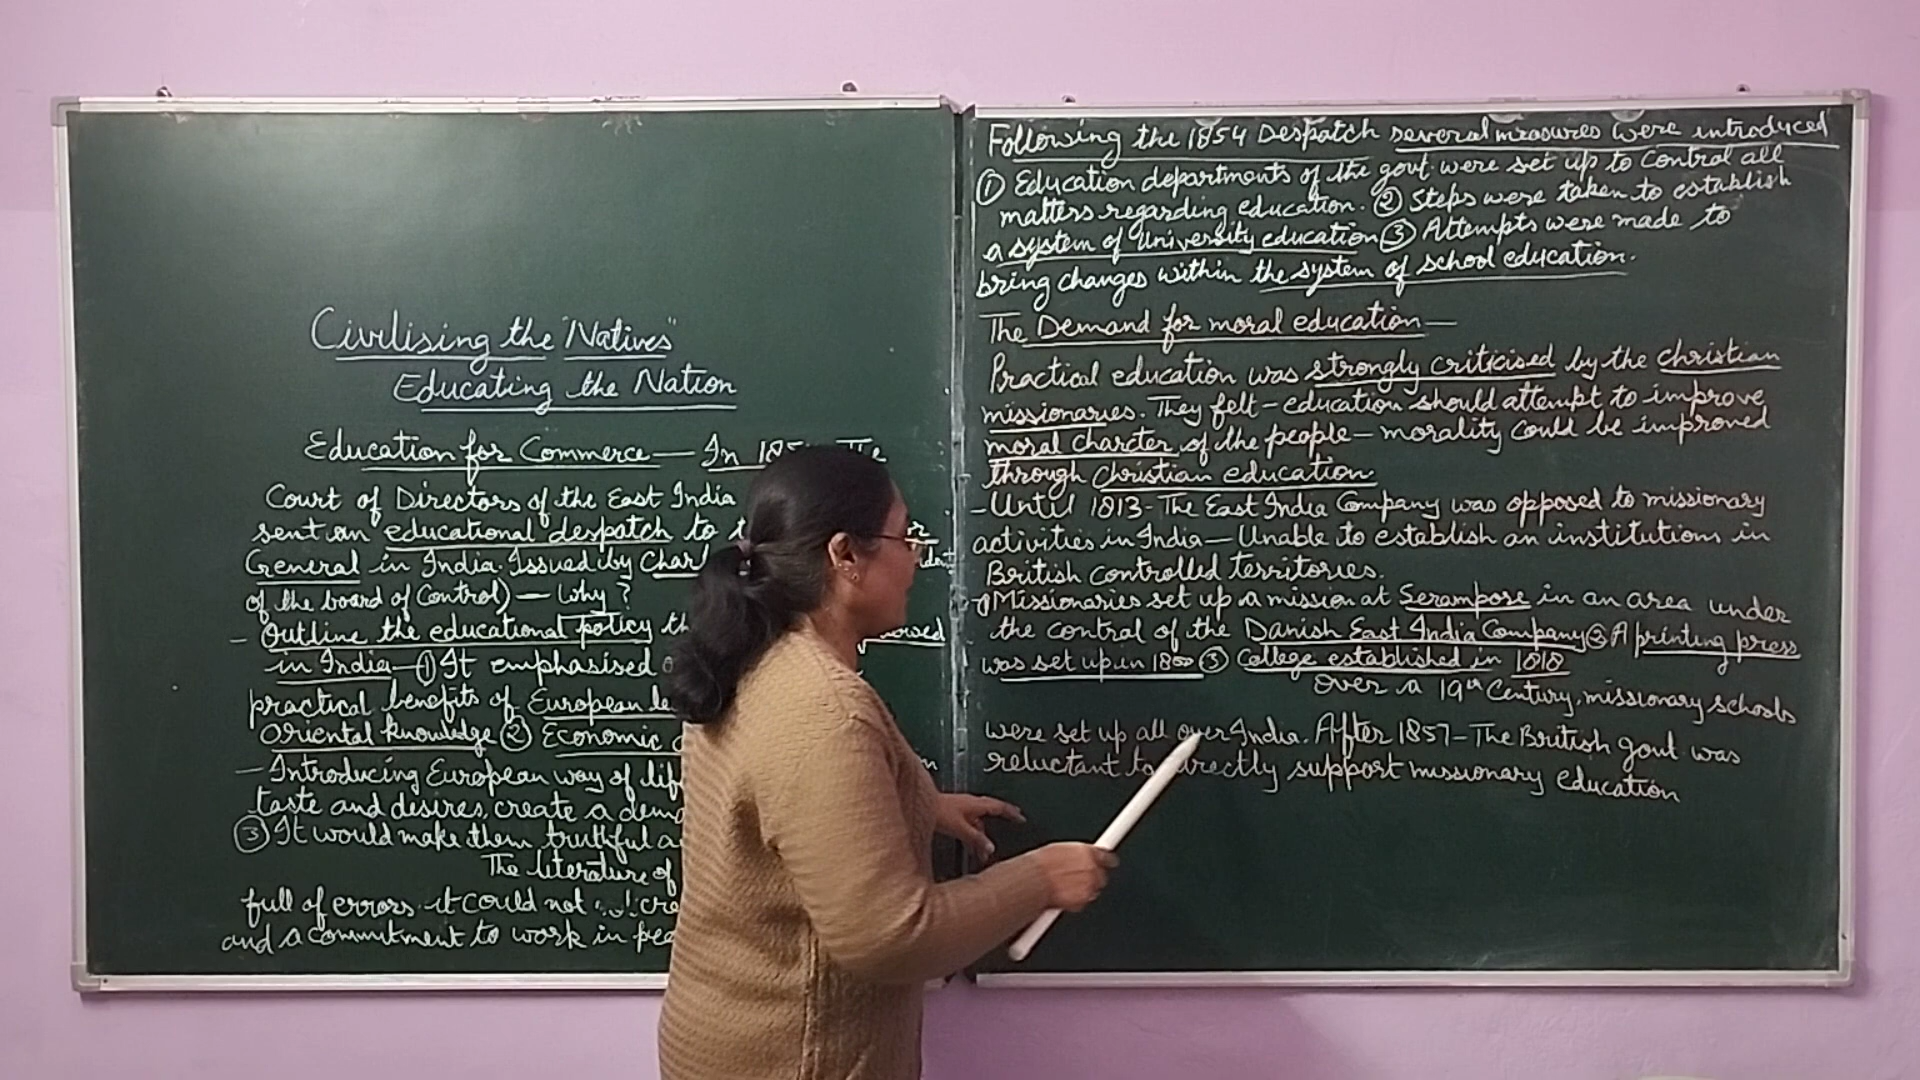 Civilising the "Natives"
Educating the Nation
Education for Commerce — In 185
Court of Directors of the East India
sent an educational despatch to
General in India. Issued by Charl
of the board of Control) — Why?
- Outline the educational policy th
in India — ① It emphasised
practical benefits of European le
Oriental knowledge ② Economic
- Introducing European way of lif
taste and desires, create a dema
③ It would make them truthful a
The literature of
full of errors. it could not cre
and a commitment to work in pea
Following the 1854 Despatch several measures were introduced
① Education departments of the govt. were set up to control all
matters regarding education. ② Steps were taken to establish
a system of University education ③ Attempts were made to
bring changes within the system of school education.
The Demand for moral education —
Practical education was strongly criticised by the christian
missionaries. They felt - education should attempt to improve
moral charcter of the people - morality could be improved
through Christian education
- Until 1813 - The East India Company was opposed to missionary
activities in India — Unable to establish an institutions in
British controlled territories.
Missionaries set up a mission at Serampose in an area under
the control of the Danish East India Company ② A printing press
was set up in 1800 ③ College established in 1818
Over a 19th Century, missionary schools
were set up all over India. After 1857 - The British govt was
reluctant to directly support missionary education